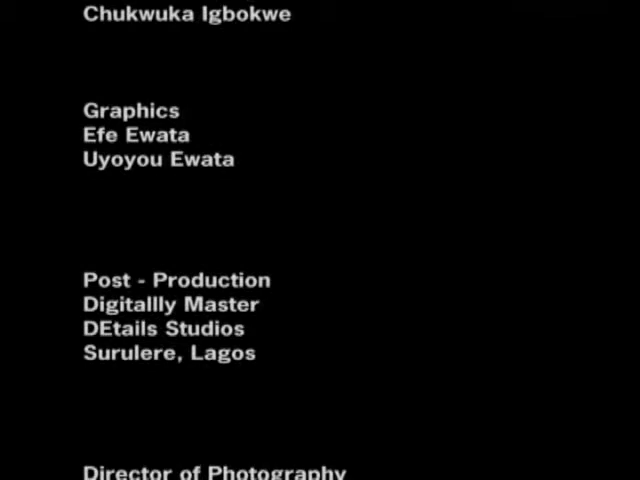 Chukwuka Igbokwe
Graphics
Efe Ewata
Uyoyou Ewata
Post - Production
Digitallly Master
DEtails Studios
Surulere, Lagos
Director of Photography